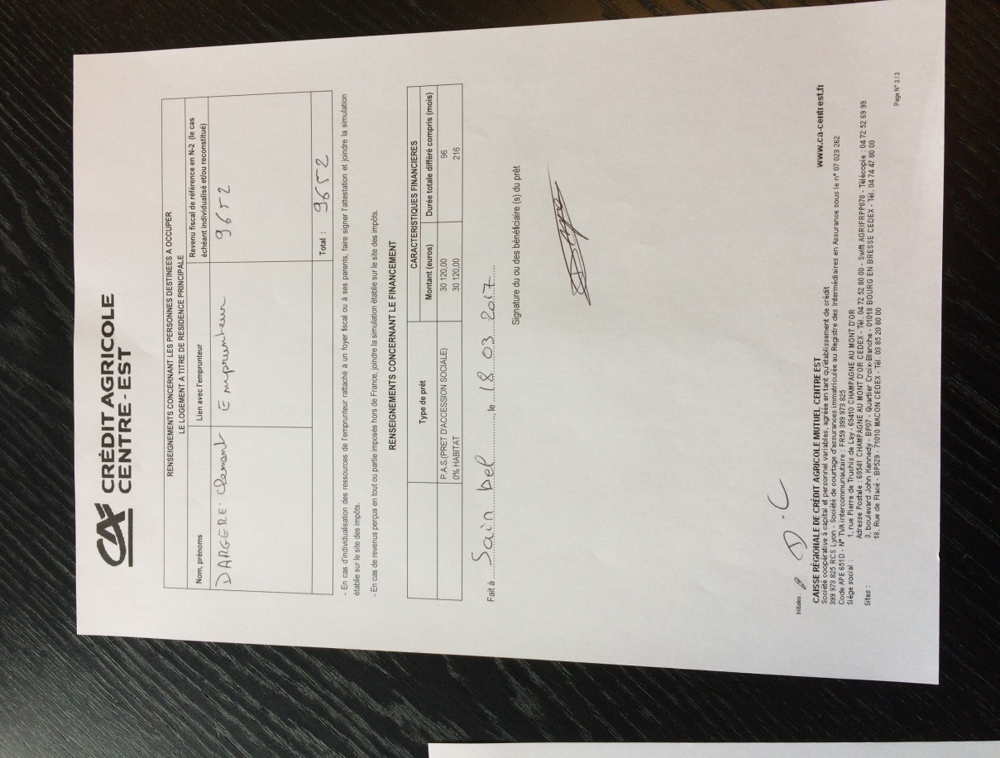 CA CRÉDIT AGRICOLE
CENTRE - EST
RENSEIGNEMENTS CONCERNANT LES PERSONNES DESTINEES A OCCUPER
LE LOGEMENT A TITRE DE RESIDENCE PRINCIPALE
Nom, prénoms Lien avec l'emprunteur Revenu fiscal de référence en N-2 (le cas
échéant individualisé et/ou reconstitué)
DARGERE Clement Emprunteur 9652
Total : 9652
- En cas d'individualisation des ressources de l'emprunteur rattaché à un foyer fiscal ou à ses parents, faire signer l'attestation et joindre la simulation
établie sur le site des impôts.
- En cas de revenus perçus en tout ou partie imposés hors de France, joindre la simulation établie sur le site des impôts.
RENSEIGNEMENTS CONCERNANT LE FINANCEMENT
CARACTERISTIQUES FINANCIERES
Type de prêt Montant (euros) Durée totale différé compris (mois)
P.A.S.(PRET D'ACCESSION SOCIALE) 30 120,00 96
0% HABITAT 30 120,00 216
Fait à Sain bel le 18 03 2017
Signature du ou des bénéficiaire (s) du prêt
Initiales : D.C
CAISSE RÉGIONALE DE CRÉDIT AGRICOLE MUTUEL CENTRE EST www.ca-centrest.fr
Société coopérative à capital et personnel variables, agréée en tant qu'établissement de crédit
399 973 825 RCS Lyon - Société de courtage d'assurances immatriculée au Registre des Intermédiaires en Assurance sous le n° 07 023 262
Code APE 651D - N° TVA intercommunautaire : FR59 399 973 825
Siège social : 1, rue Pierre de Truchis de Lay - 69410 CHAMPAGNE AU MONT D'OR
Adresse Postale : 69541 CHAMPAGNE AU MONT D'OR CEDEX - Tél. 04 72 52 80 00 - Swift AGRIFRPP878 - Télécopie : 04 72 52 69 99
Sites : 3, boulevard John Kennedy - BP07 - Quartier Croix-Blanche - 01018 BOURG EN BRESSE CEDEX - Tél. 04 74 47 80 00
18, Rue de Flacé - BP529 - 71010 MACON CEDEX - Tél. 03 85 20 80 00
Page N° 3 / 3